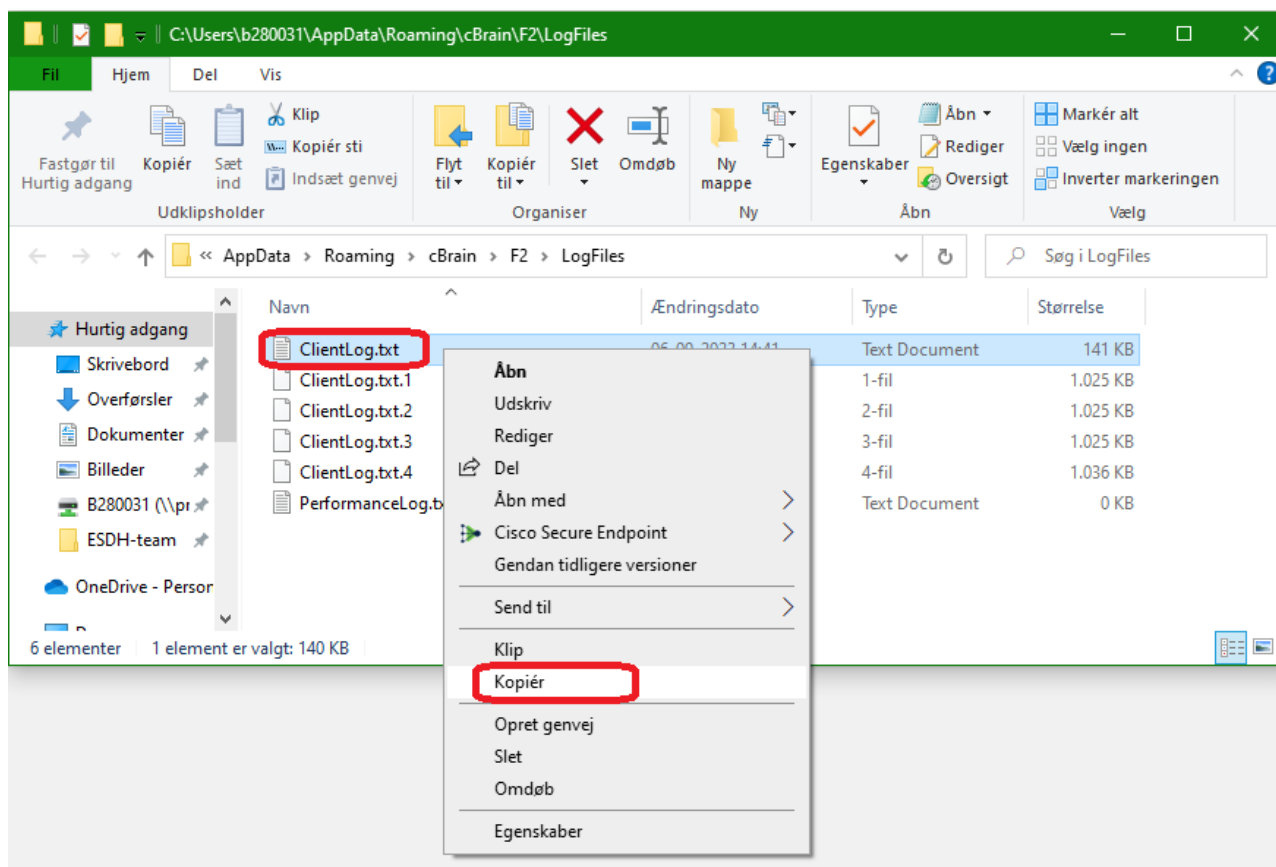 C:\Users\b280031\AppData\Roaming\cBrain\F2\LogFiles
Fil Hjem Del Vis
Fastgør til Hurtig adgang
Kopiér
Sæt ind
Klip
Kopiér sti
Indsæt genvej
Udklipsholder
Flyt til
Kopiér til
Slet
Omdøb
Organiser
Ny mappe
Ny
Egenskaber
Åbn
Rediger
Oversigt
Åbn
Markér alt
Vælg ingen
Inverter markeringen
Vælg
« AppData › Roaming › cBrain › F2 › LogFiles
Søg i LogFiles
Hurtig adgang
Skrivebord
Overførsler
Dokumenter
Billeder
B280031 (\\pr
ESDH-team
OneDrive - Person
Navn Ændringsdato Type Størrelse
ClientLog.txt Text Document 141 KB
ClientLog.txt.1 1-fil 1.025 KB
ClientLog.txt.2 2-fil 1.025 KB
ClientLog.txt.3 3-fil 1.025 KB
ClientLog.txt.4 4-fil 1.036 KB
PerformanceLog.tx Text Document 0 KB
Åbn
Udskriv
Rediger
Del
Åbn med
Cisco Secure Endpoint
Gendan tidligere versioner
Send til
Klip
Kopiér
Opret genvej
Slet
Omdøb
Egenskaber
6 elementer 1 element er valgt: 140 KB